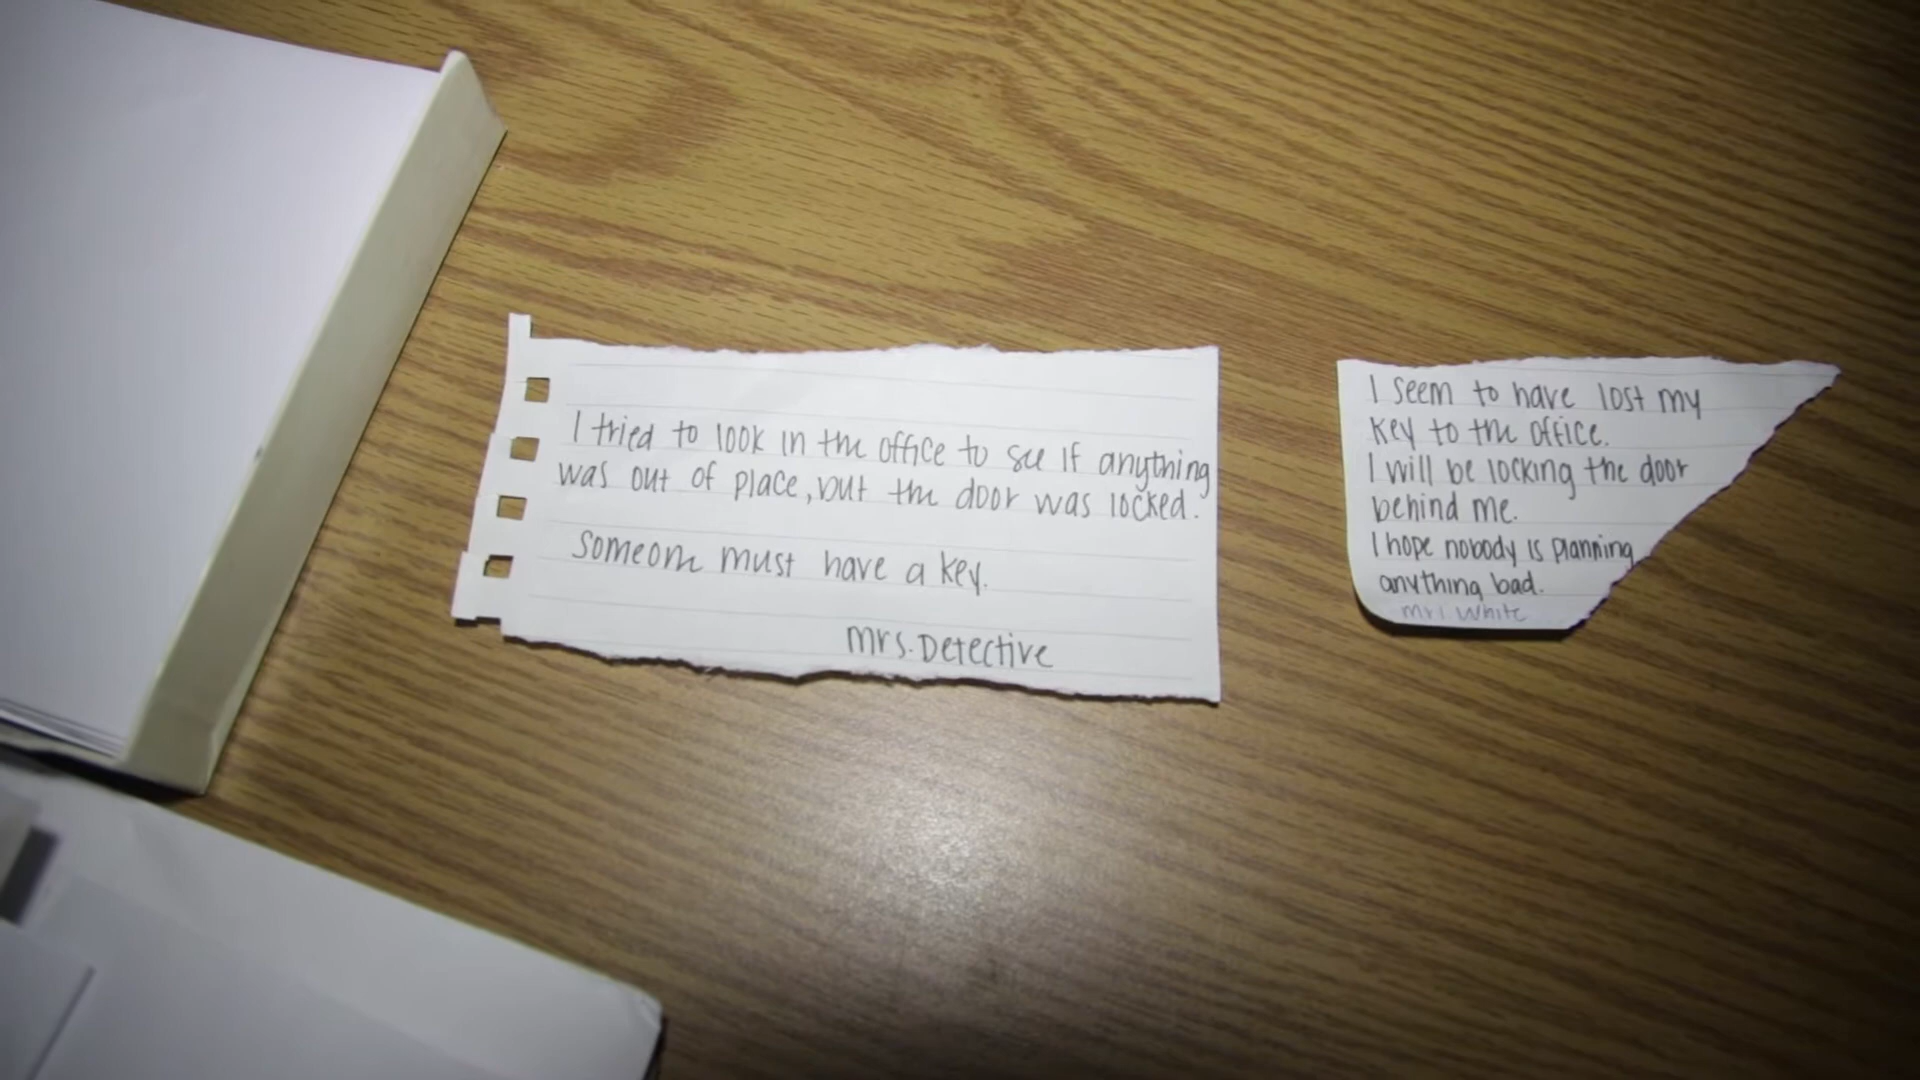 I tried to look in the office to see if anything
was out of place, but the door was locked.
Someone must have a key.
Mrs. Detective
I seem to have lost my
key to the office.
I will be locking the door
behind me.
I hope nobody is planning
anything bad.
Mr. White